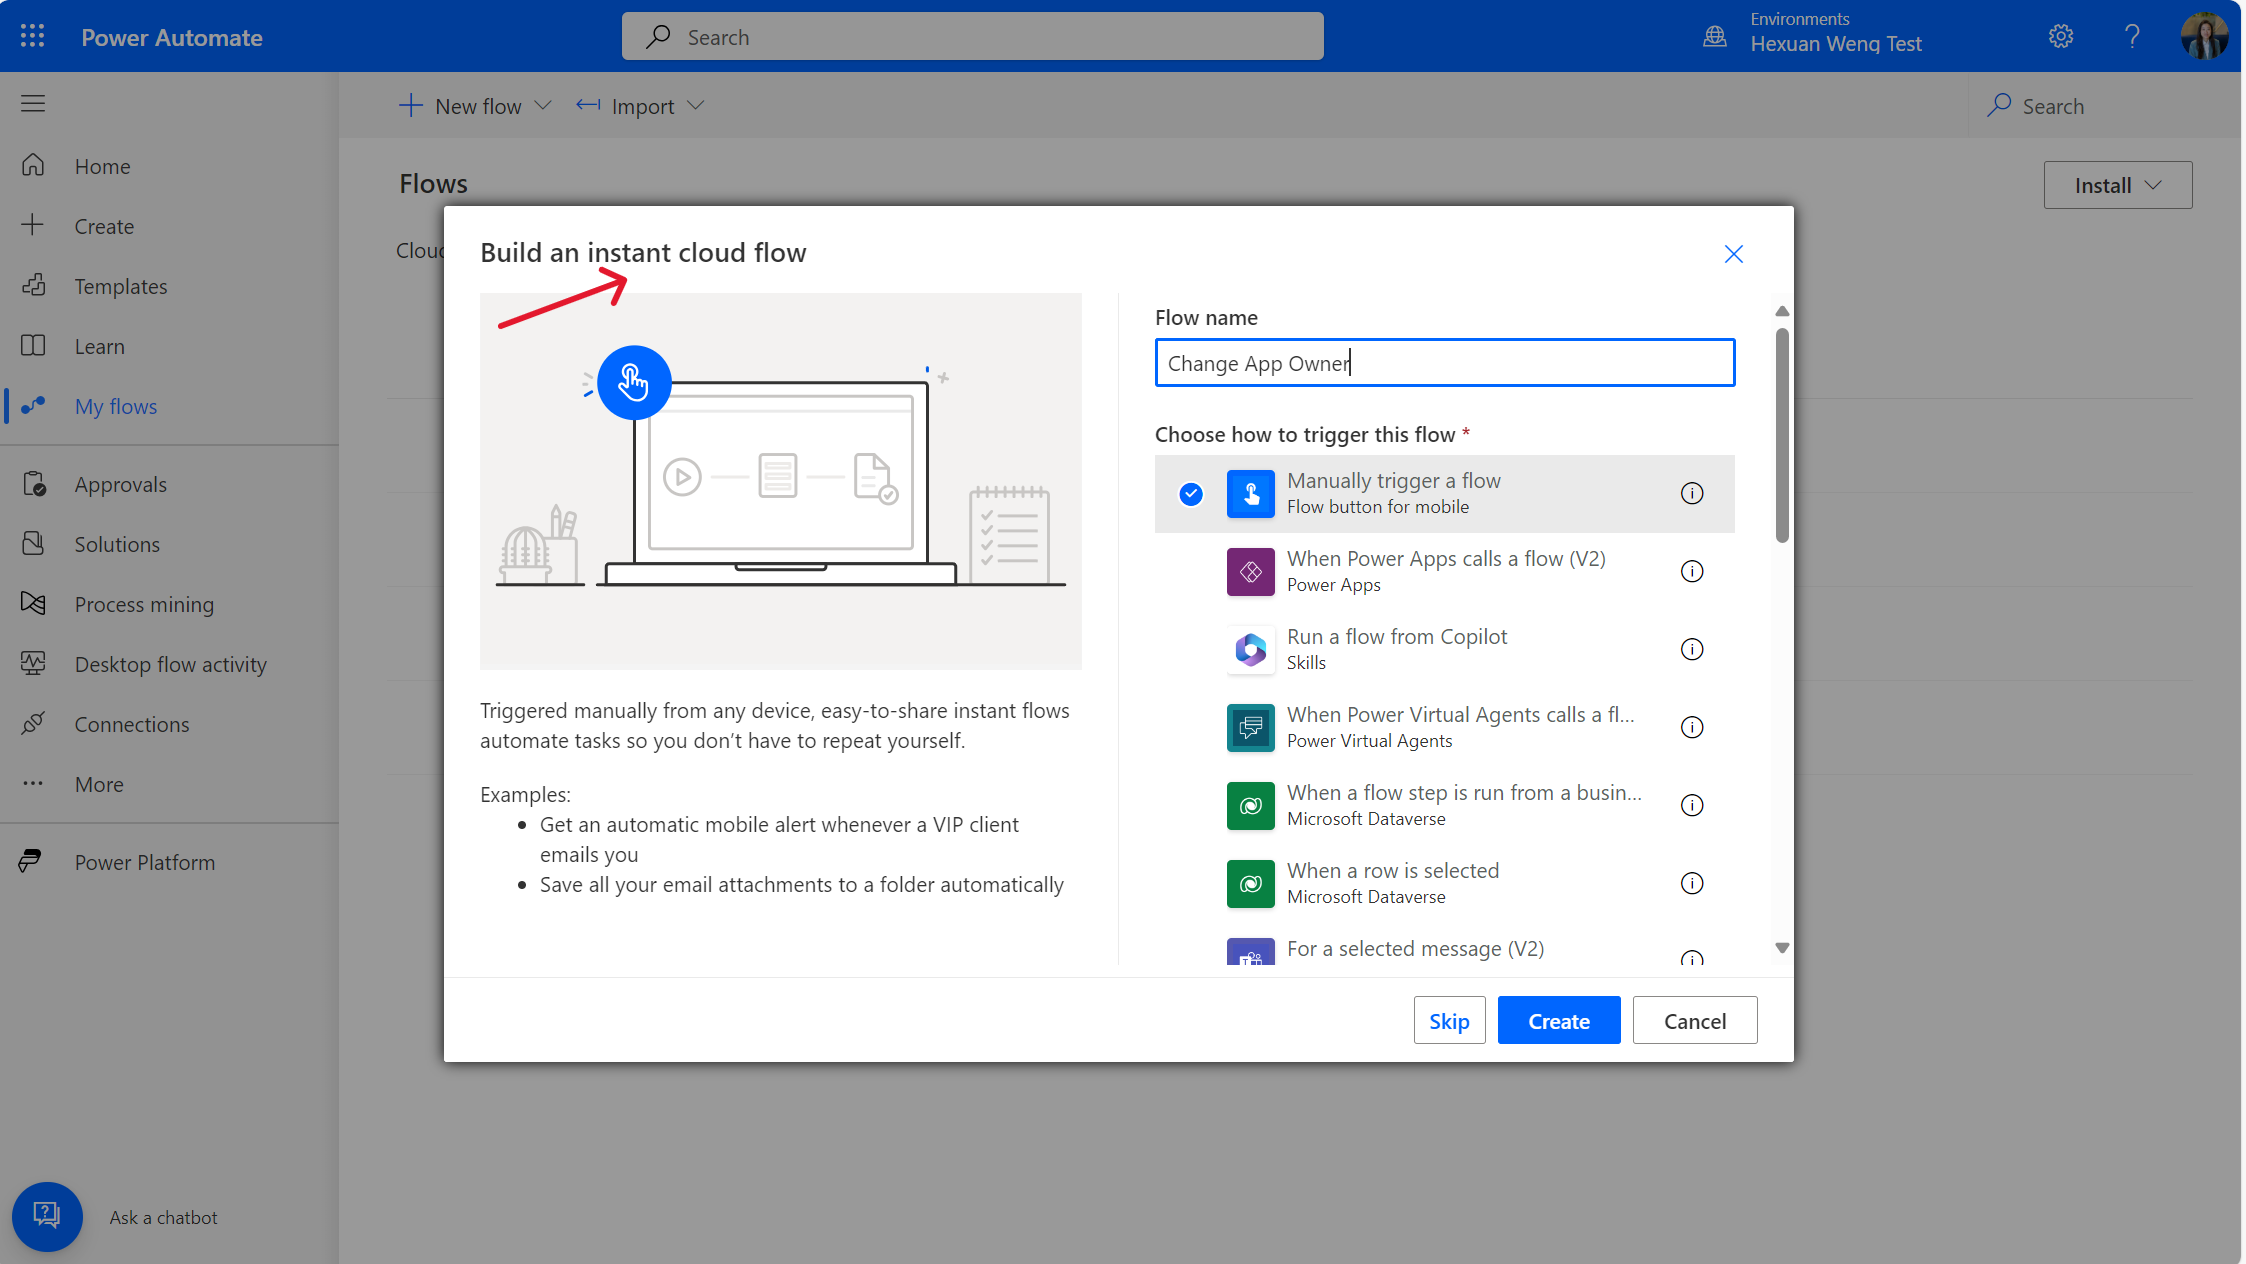 Power Automate
Search
Environments
Hexuan Weng Test
?
New flow
Import
Search
Home
Create
Templates
Learn
My flows
Approvals
Solutions
Process mining
Desktop flow activity
Connections
More
Power Platform
Ask a chatbot
Flows
Install
Cloud
Build an instant cloud flow
Triggered manually from any device, easy-to-share instant flows
automate tasks so you don’t have to repeat yourself.
Examples:
• Get an automatic mobile alert whenever a VIP client
emails you
• Save all your email attachments to a folder automatically
Flow name
Change App Owner
Choose how to trigger this flow *
Manually trigger a flow
Flow button for mobile
When Power Apps calls a flow (V2)
Power Apps
Run a flow from Copilot
Skills
When Power Virtual Agents calls a fl...
Power Virtual Agents
When a flow step is run from a busin...
Microsoft Dataverse
When a row is selected
Microsoft Dataverse
For a selected message (V2)
Skip
Create
Cancel